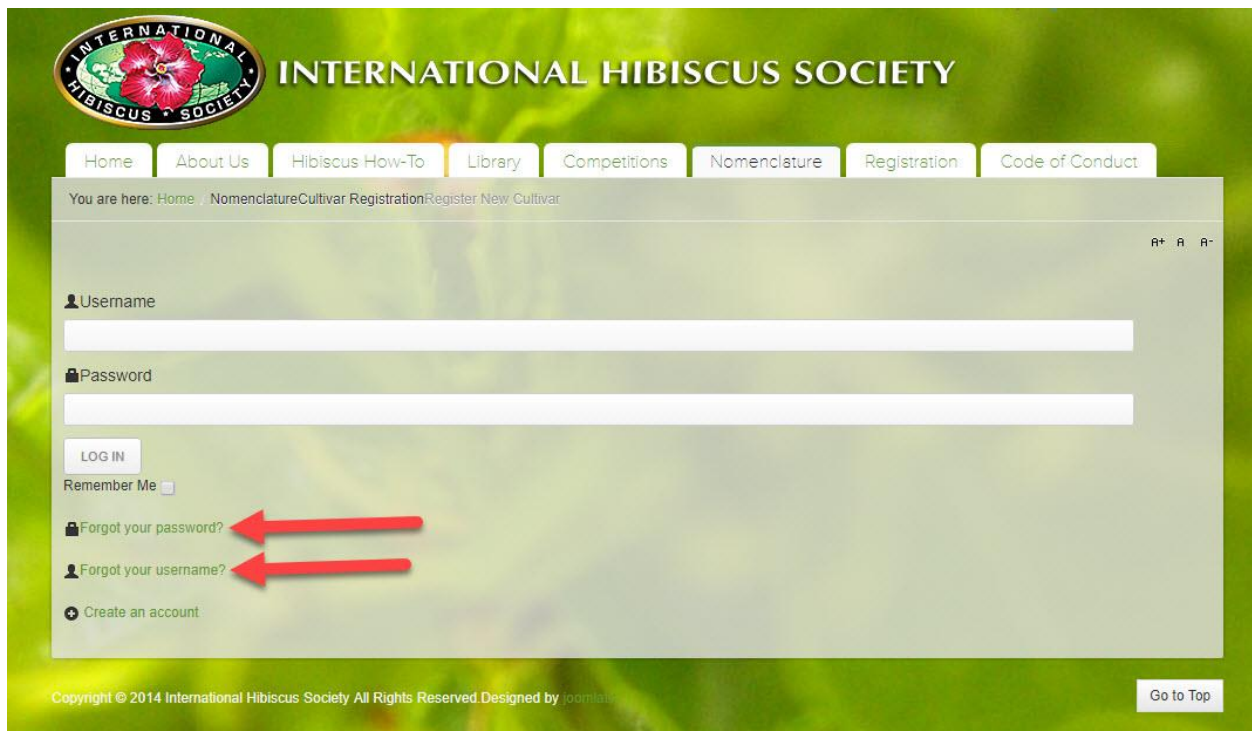 INTERNATIONAL
HIBISCUS • SOCIETY
INTERNATIONAL HIBISCUS SOCIETY
Home About Us Hibiscus How-To Library Competitions Nomenclature Registration Code of Conduct
You are here: Home / NomenclatureCultivar RegistrationRegister New Cultivar
A+ A A-
Username
Password
LOG IN
Remember Me
Forgot your password?
Forgot your username?
Create an account
Copyright © 2014 International Hibiscus Society All Rights Reserved.Designed by
Go to Top